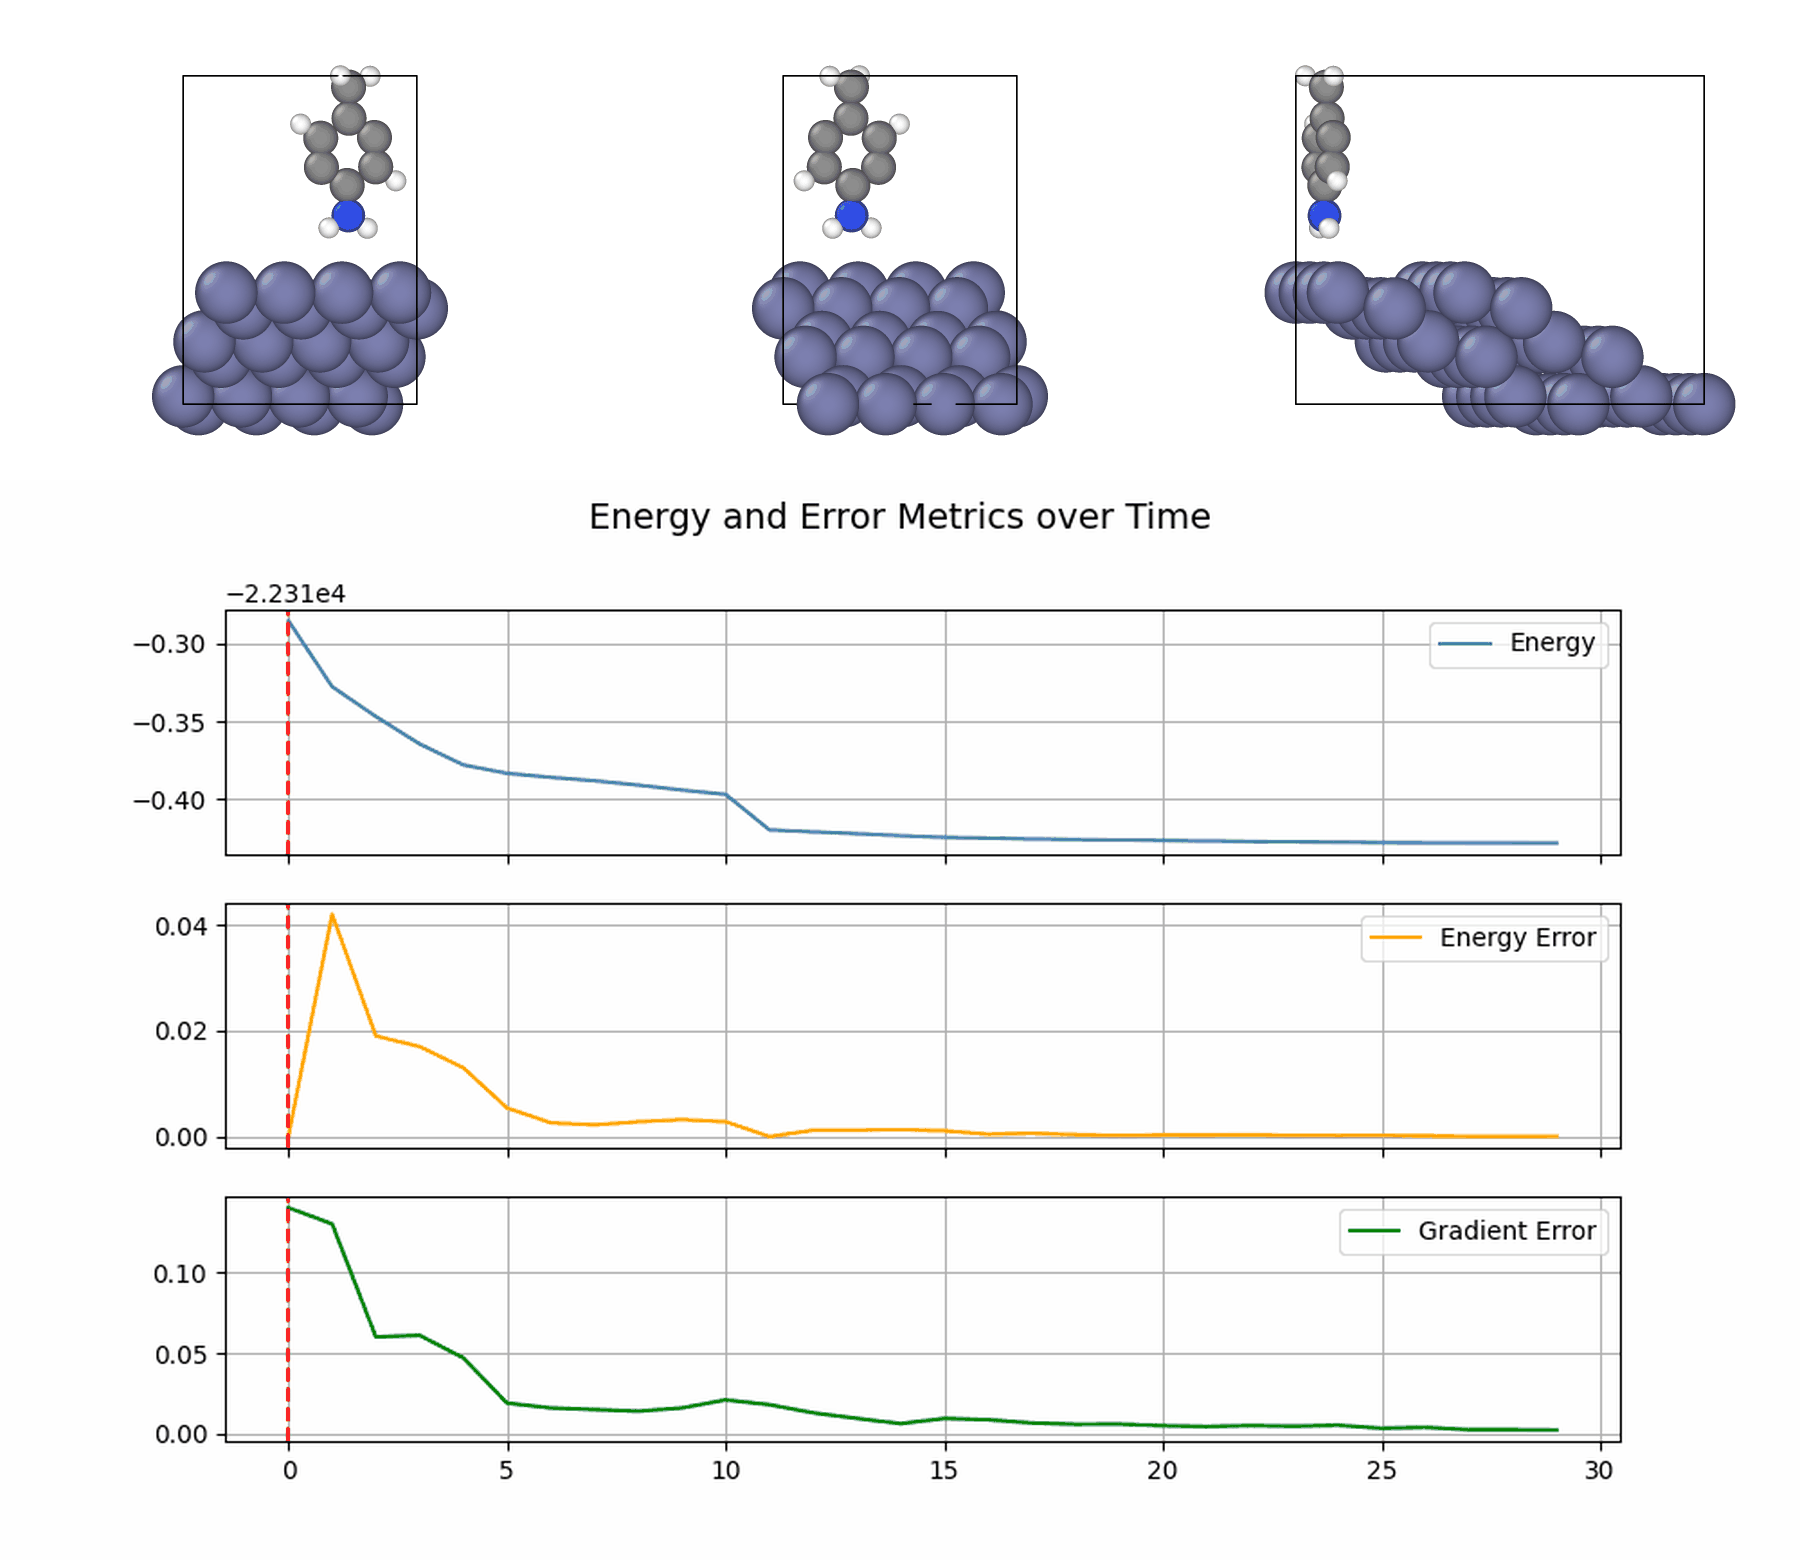 Energy and Error Metrics over Time
−2.231e4
−0.30
−0.35
−0.40
Energy
0.04
0.02
0.00
Energy Error
0.10
0.05
0.00
Gradient Error
0 5 10 15 20 25 30